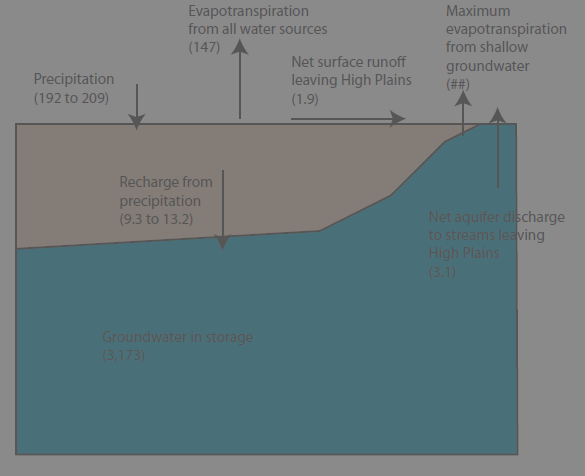 Evapotranspiration
from all water sources
(147)
Maximum
evapotranspiration
from shallow
groundwater
(##)
Net surface runoff
leaving High Plains
(1.9)
Precipitation
(192 to 209)
Recharge from
precipitation
(9.3 to 13.2)
Net aquifer discharge
to streams leaving
High Plains
(3.1)
Groundwater in storage
(3,173)